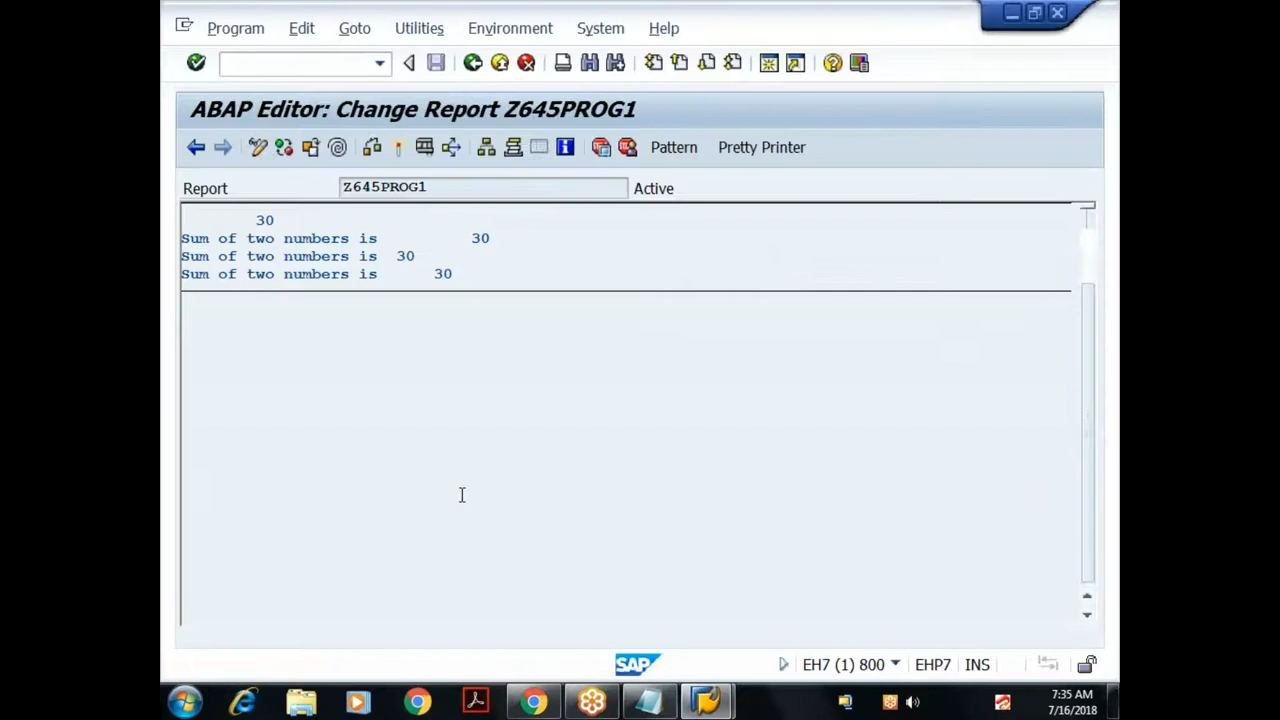 Program Edit Goto Utilities Environment System Help
ABAP Editor: Change Report Z645PROG1
Pattern Pretty Printer
Report Z645PROG1 Active
30
Sum of two numbers is 30
Sum of two numbers is 30
Sum of two numbers is 30
SAP EH7 (1) 800 EHP7 INS
7:35 AM
7/16/2018